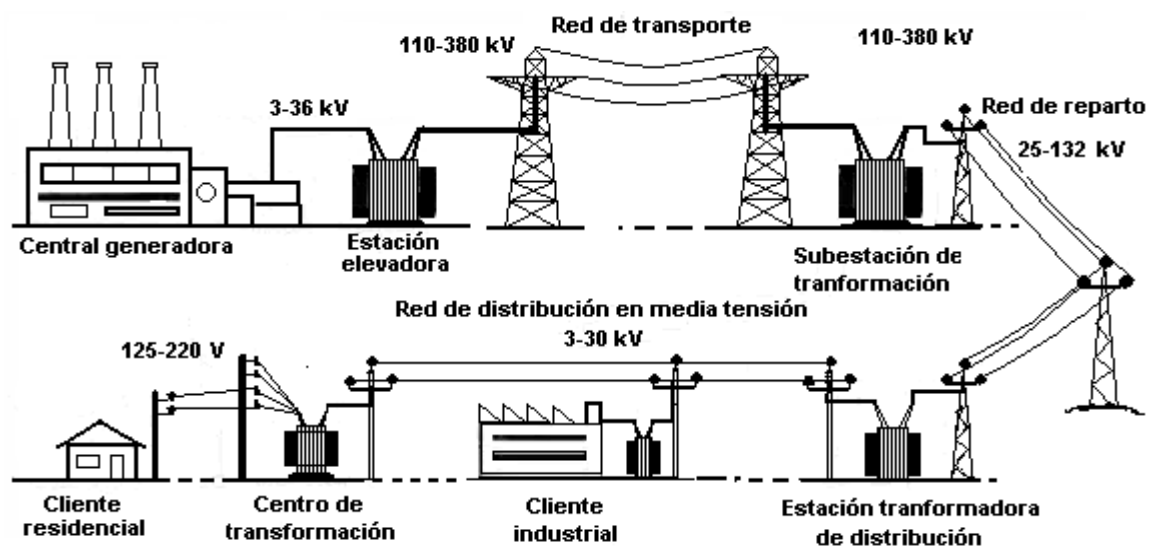 Red de transporte
110-380 kV
110-380 kV
3-36 kV
Red de reparto
25-132 kV
Central generadora
Estación
elevadora
Subestación de
tranformación
Red de distribución en media tensión
3-30 kV
125-220 V
Cliente
residencial
Centro de
transformación
Cliente
industrial
Estación tranformadora
de distribución